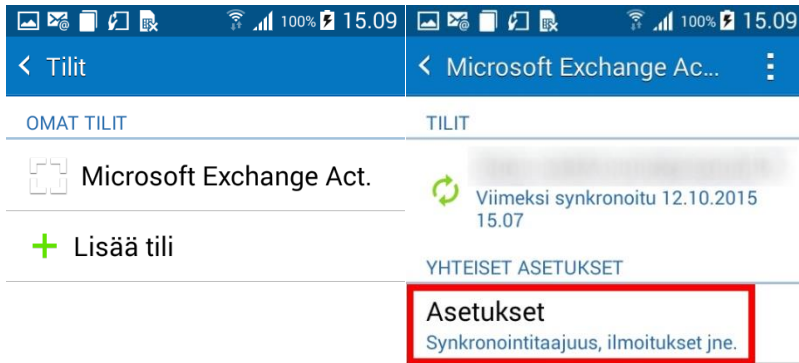 100% 15.09
Tilit
OMAT TILIT
Microsoft Exchange Act.
Lisää tili
100% 15.09
Microsoft Exchange Ac...
TILIT
Viimeksi synkronoitu 12.10.2015
15.07
YHTEISET ASETUKSET
Asetukset
Synkronointitaajuus, ilmoitukset jne.